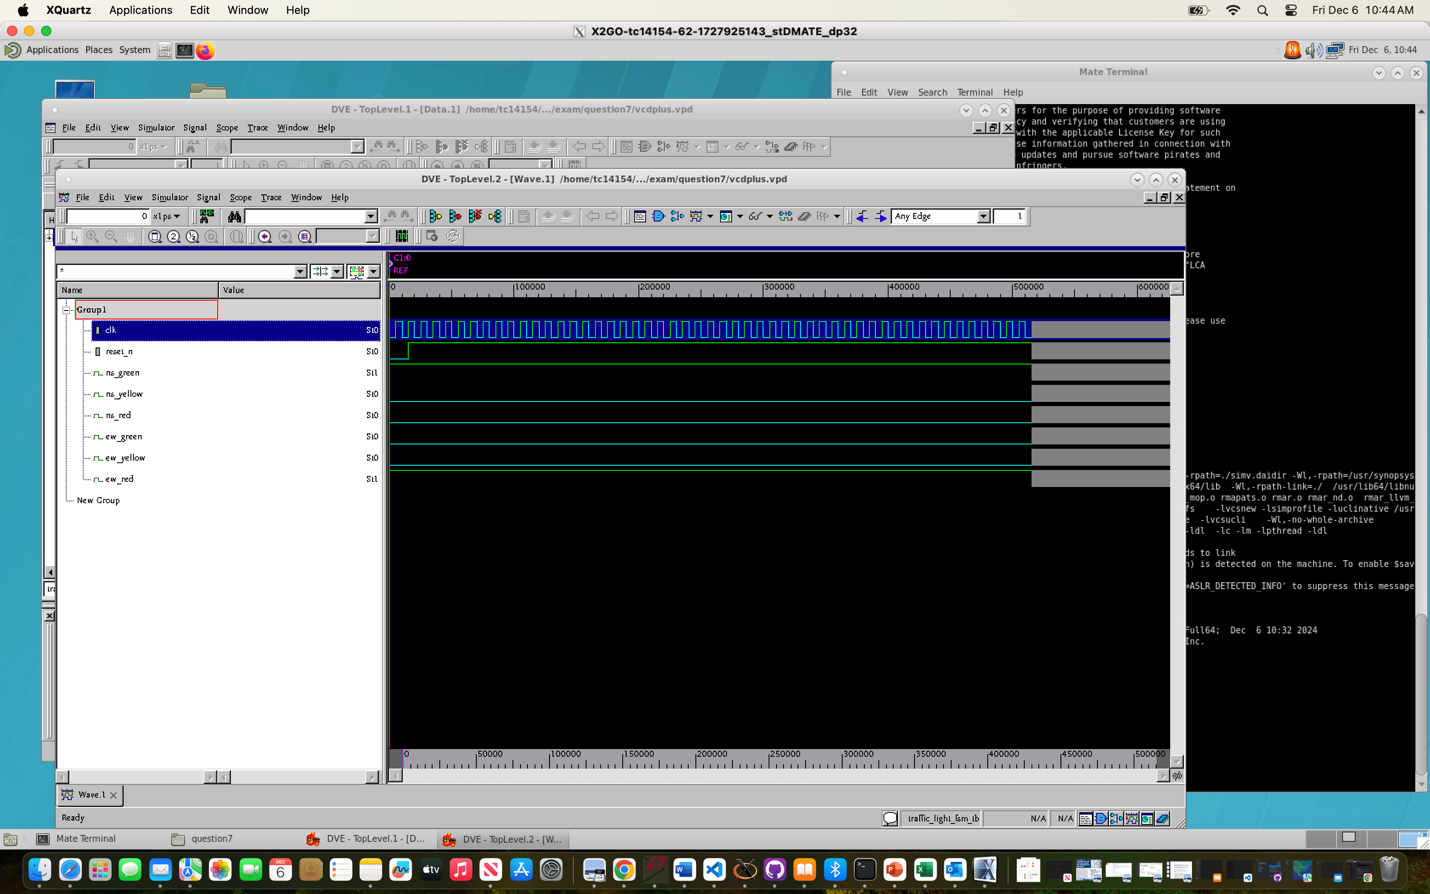 XQuartz Applications Edit Window Help
Fri Dec 6 10:44 AM
X2GO-tc14154-62-1727925143_stDMATE_dp32
Applications Places System
Fri Dec 6, 10:44
Mate Terminal
File Edit View Search Terminal Help
rs for the purpose of providing software
cy and verifying that customers are using
with the applicable License Key for such
se information gathered in connection with
updates and pursue software pirates and
nfringers.
atement on
ore
"LCA
ease use
-rpath=./simv.daidir -Wl,-rpath=/usr/synopsys
x64/lib -Wl,-rpath-link=./ /usr/lib64/libnu
_mop.o rmapats.o rmar.o rmar_nd.o rmar_llvm_
fs -lvcsnew -lsimprofile -luclinative /usr
e -lvcsucli -Wl,-no-whole-archive
-ldl -lc -lm -lpthread -ldl
ds to link
n) is detected on the machine. To enable $sav
=ASLR_DETECTED_INFO' to suppress this message
Full64; Dec 6 10:32 2024
Inc.
DVE - TopLevel.1 - [Data.1] /home/tc14154/.../exam/question7/vcdplus.vpd
File Edit View Simulator Signal Scope Trace Window Help
0 x1ps
DVE - TopLevel.2 - [Wave.1] /home/tc14154/.../exam/question7/vcdplus.vpd
File Edit View Simulator Signal Scope Trace Window Help
0 x1ps
Any Edge 1
C1:0
REF
*
Name Value
0 100000 200000 300000 400000 500000 600000
Group1
clk St0
reset_n St0
ns_green St1
ns_yellow St0
ns_red St0
ew_green St0
ew_yellow St0
ew_red St1
New Group
0 50000 100000 150000 200000 250000 300000 350000 400000 450000 500000
Wave.1
Ready
traffic_light_fsm_tb N/A N/A
Mate Terminal
question7
DVE - TopLevel.1 - [D...
DVE - TopLevel.2 - [W...
DEC
6
tv